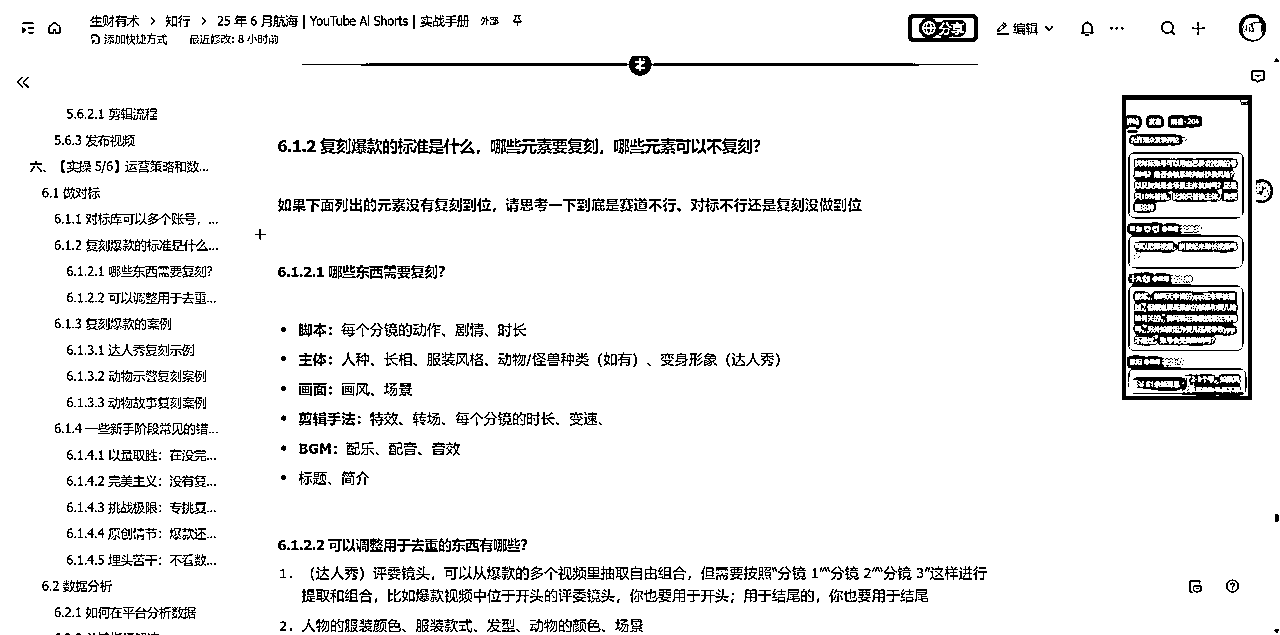 生财有术 > 知行 > 25 年 6 月航海 | YouTube AI Shorts | 实战手册 外部
添加快捷方式 最近修改: 8 小时前
分享
编辑
5.6.2.1 剪辑流程
5.6.3 发布视频
六、【实操 5/6】运营策略和数...
6.1 做对标
6.1.1 对标库可以多个账号，...
6.1.2 复刻爆款的标准是什么...
6.1.2.1 哪些东西需要复刻?
6.1.2.2 可以调整用于去重...
6.1.3 复刻爆款的案例
6.1.3.1 达人秀复刻示例
6.1.3.2 动物示警复刻案例
6.1.3.3 动物故事复刻案例
6.1.4 一些新手阶段常见的错...
6.1.4.1 以量取胜：在没完...
6.1.4.2 完美主义：没有复...
6.1.4.3 挑战极限：专挑复...
6.1.4.4 原创情节：爆款还...
6.1.4.5 埋头苦干：不看数...
6.2 数据分析
6.2.1 如何在平台分析数据
6.1.2 复刻爆款的标准是什么，哪些元素要复刻，哪些元素可以不复刻？
如果下面列出的元素没有复刻到位，请思考一下到底是赛道不行、对标不行还是复刻没做到位
6.1.2.1 哪些东西需要复刻？
• 脚本：每个分镜的动作、剧情、时长
• 主体：人种、长相、服装风格、动物/怪兽种类（如有）、变身形象（达人秀）
• 画面：画风、场景
• 剪辑手法：特效、转场、每个分镜的时长、变速、
• BGM：配乐、配音、音效
• 标题、简介
6.1.2.2 可以调整用于去重的东西有哪些？
1. （达人秀）评委镜头，可以从爆款的多个视频里抽取自由组合，但需要按照“分镜 1”“分镜 2”“分镜 3”这样进行
提取和组合，比如爆款视频中位于开头的评委镜头，你也要用于开头；用于结尾的，你也要用于结尾
2. 人物的服装颜色、服装款式、发型、动物的颜色、场景